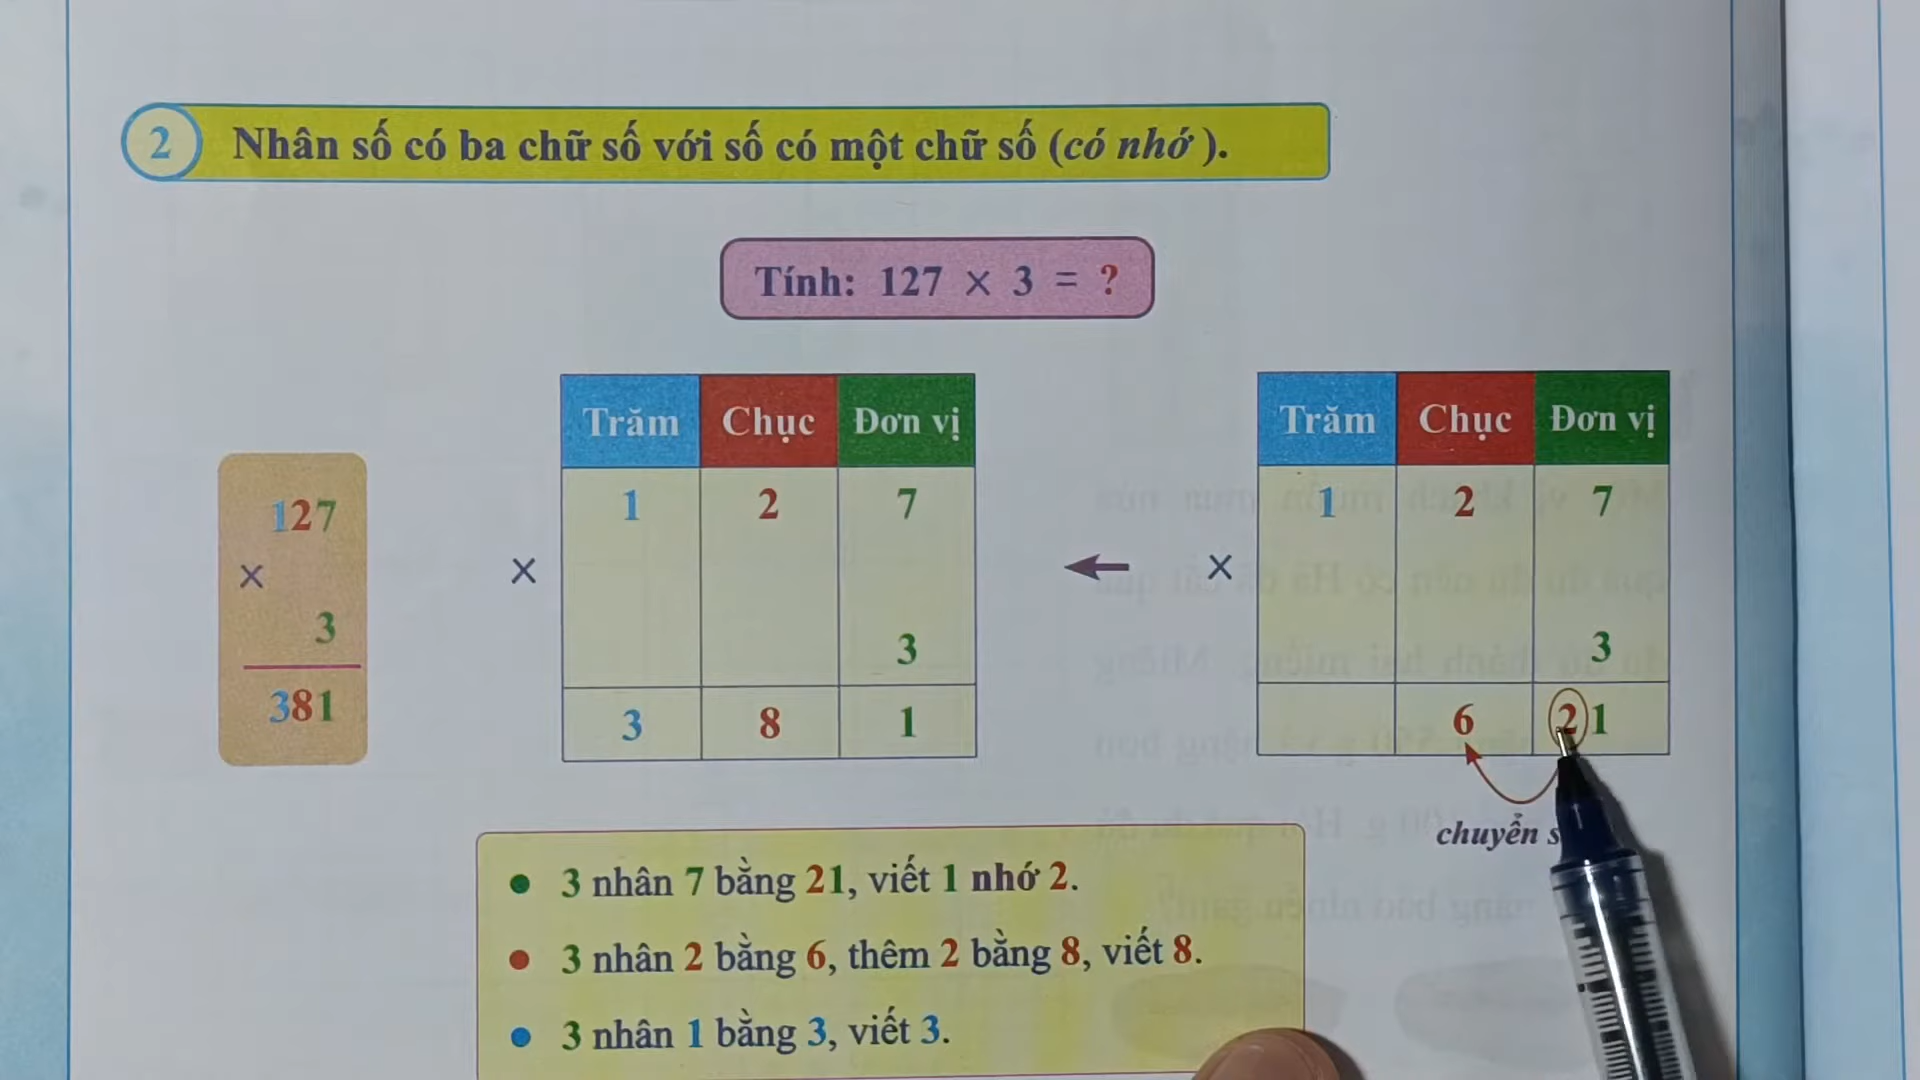 2 Nhân số có ba chữ số với số có một chữ số (có nhớ ).
Tính: 127 × 3 = ?
127
×
3
381
Trăm Chục Đơn vị
1 2 7
×
3
3 8 1
Trăm Chục Đơn vị
1 2 7
×
3
6 2 1
chuyển
• 3 nhân 7 bằng 21, viết 1 nhớ 2.
• 3 nhân 2 bằng 6, thêm 2 bằng 8, viết 8.
• 3 nhân 1 bằng 3, viết 3.